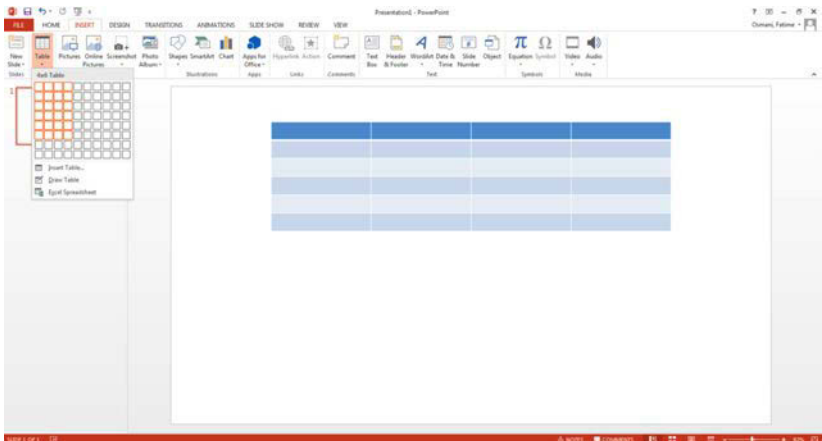 Presentation1 - PowerPoint
FILE HOME INSERT DESIGN TRANSITIONS ANIMATIONS SLIDE SHOW REVIEW VIEW
Osmani, Fatime
New Slide
Table
Pictures
Online Pictures
Screenshot
Photo Album
Shapes
SmartArt
Chart
Apps for Office
Hyperlink
Action
Comment
Text Box
Header & Footer
WordArt
Date & Time
Slide Number
Object
Equation
Symbol
Video
Audio
Slides
Illustrations
Apps
Links
Comments
Text
Symbols
Media
4x6 Table
1
Insert Table...
Draw Table
Excel Spreadsheet
SLIDE 1 OF 1
NOTES
COMMENTS